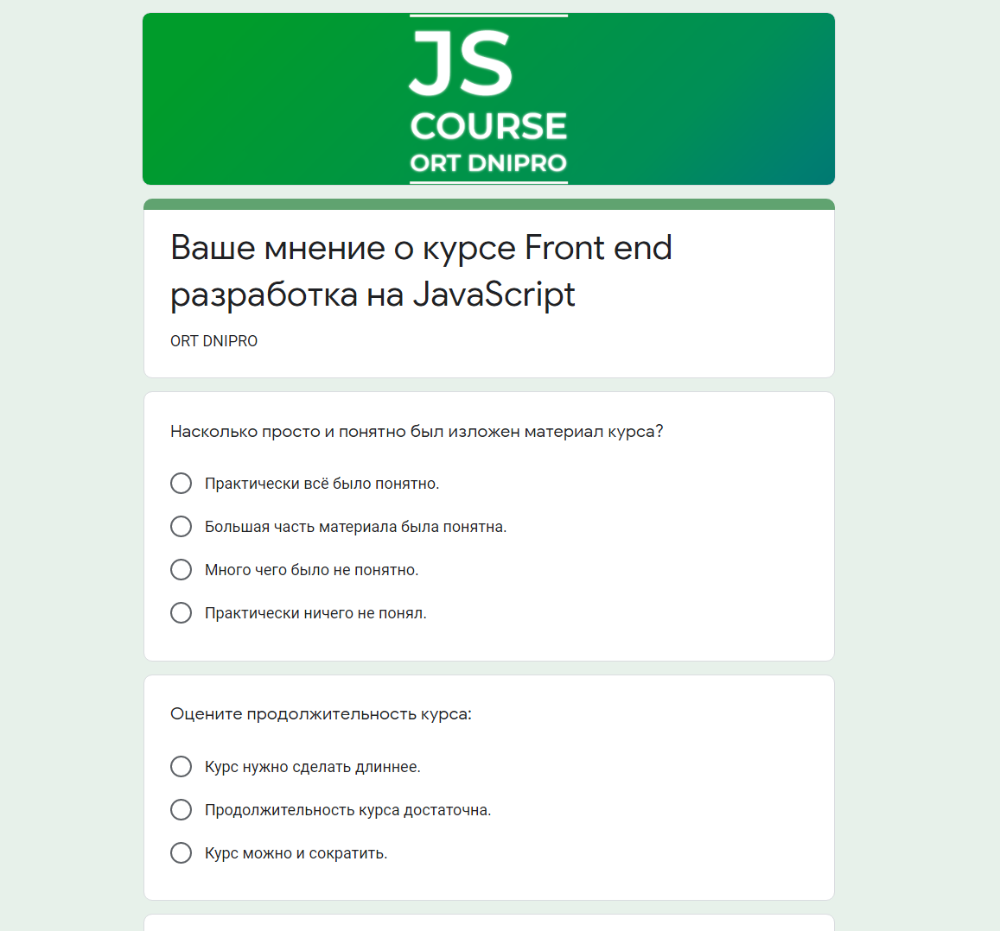 JS
COURSE
ORT DNIPRO
Ваше мнение о курсе Front end
разработка на JavaScript
ORT DNIPRO
Насколько просто и понятно был изложен материал курса?
Практически всё было понятно.
Большая часть материала была понятна.
Много чего было не понятно.
Практически ничего не понял.
Оцените продолжительность курса:
Курс нужно сделать длиннее.
Продолжительность курса достаточна.
Курс можно и сократить.